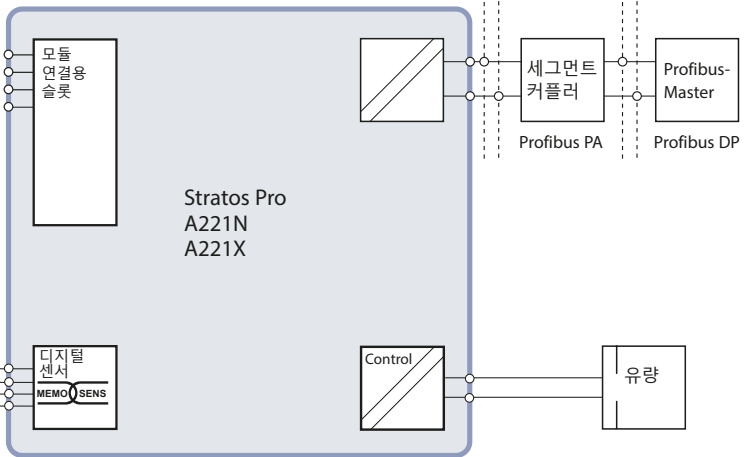 모듈
연결용
슬롯
세그먼트
커플러
Profibus-
Master
Profibus PA
Profibus DP
Stratos Pro
A221N
A221X
디지털
센서
MEMO SENS
Control
유량